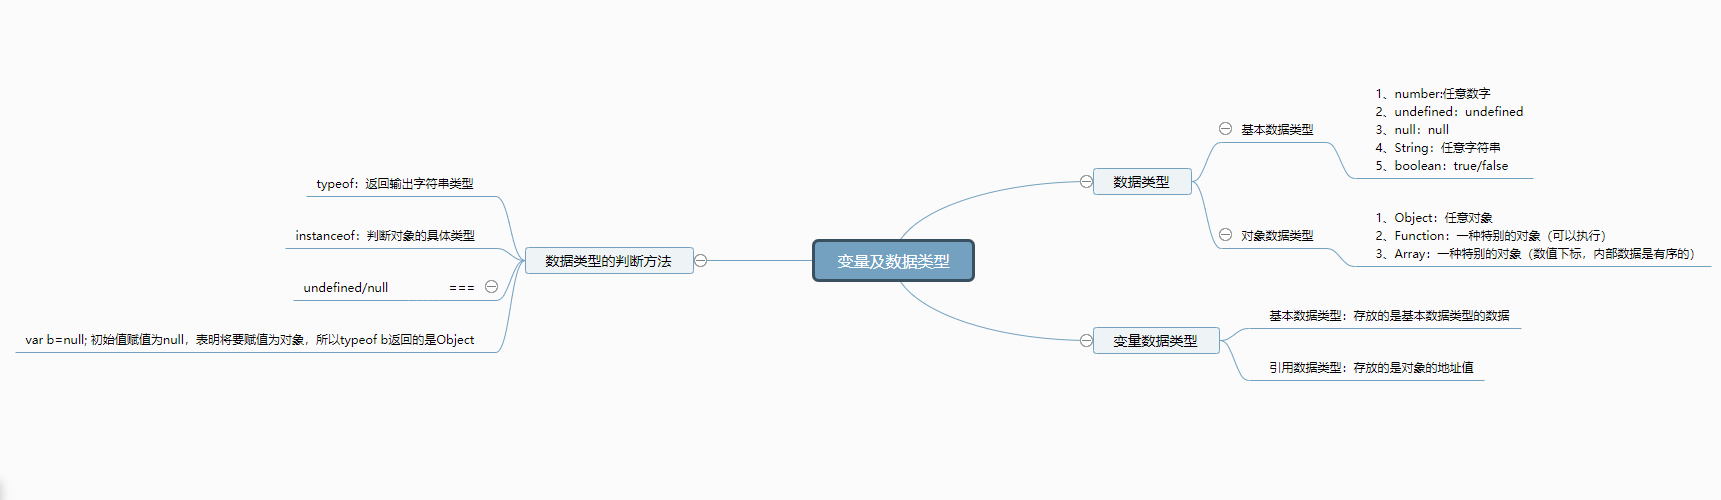 变量及数据类型
数据类型
基本数据类型
1、number:任意数字
2、undefined：undefined
3、null：null
4、String：任意字符串
5、boolean：true/false
对象数据类型
1、Object：任意对象
2、Function：一种特别的对象（可以执行）
3、Array：一种特别的对象（数值下标，内部数据是有序的）
变量数据类型
基本数据类型：存放的是基本数据类型的数据
引用数据类型：存放的是对象的地址值
数据类型的判断方法
typeof：返回输出字符串类型
instanceof：判断对象的具体类型
undefined/null ===
var b=null; 初始值赋值为null，表明将要赋值为对象，所以typeof b返回的是Object